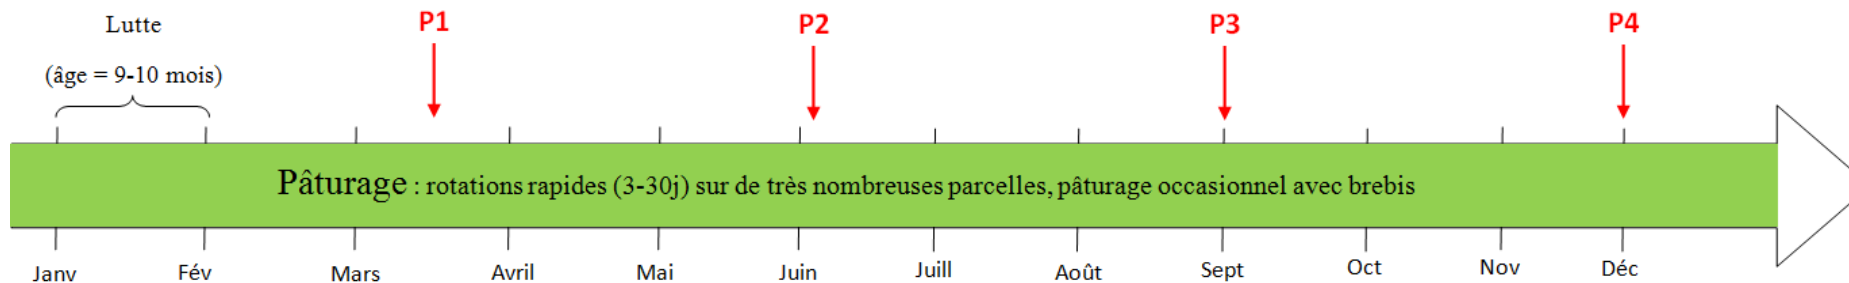 Lutte
(âge = 9-10 mois)
P1
P2
P3
P4
Pâturage : rotations rapides (3-30j) sur de très nombreuses parcelles, pâturage occasionnel avec brebis
Janv
Fév
Mars
Avril
Mai
Juin
Juill
Août
Sept
Oct
Nov
Déc